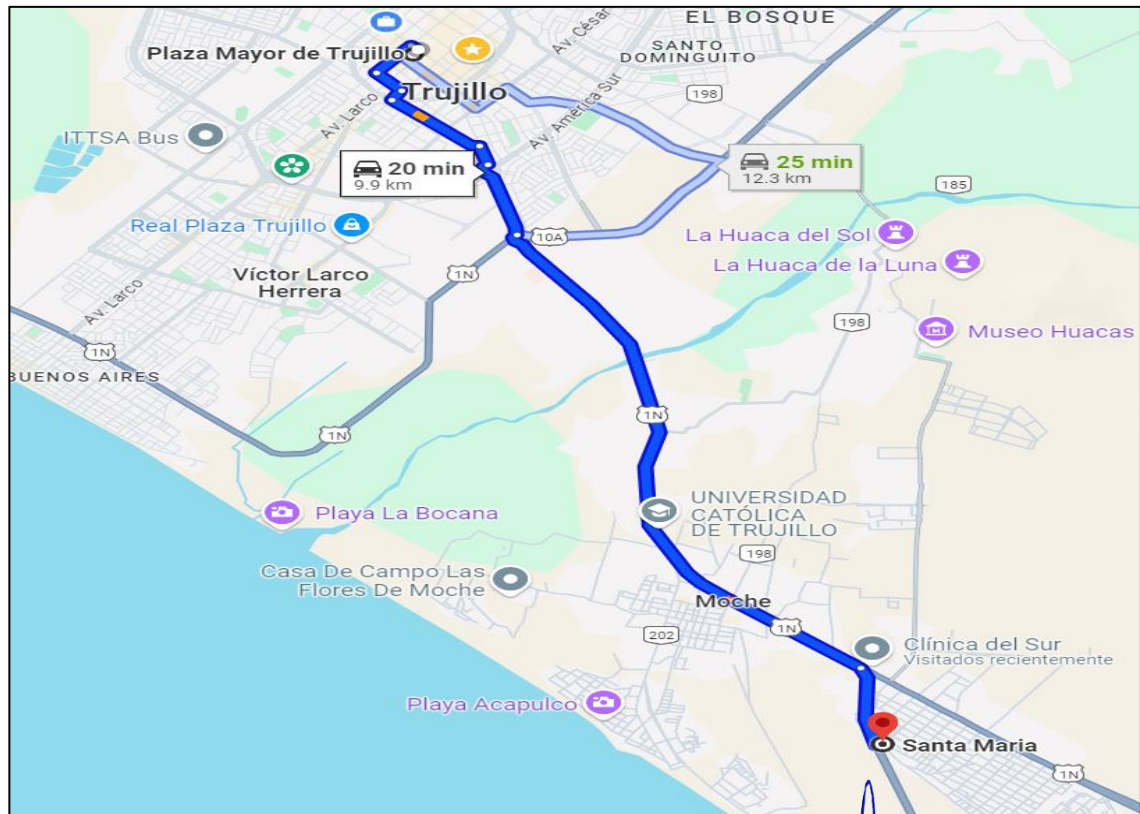 EL BOSQUE
Plaza Mayor de Trujillo
Av. César
SANTO
DOMINGUITO
Trujillo
198
Av. Larco
Av. América Sur
ITTSA Bus
20 min
9.9 km
25 min
12.3 km
185
Real Plaza Trujillo
10A
La Huaca del Sol
La Huaca de la Luna
Víctor Larco
Herrera
1N
Av. Larco
198
Museo Huacas
1N
BUENOS AIRES
1N
1N
UNIVERSIDAD
CATÓLICA
DE TRUJILLO
Playa La Bocana
198
Casa De Campo Las
Flores De Moche
Moche
1N
202
Clínica del Sur
Visitados recientemente
Playa Acapulco
Santa Maria
1N